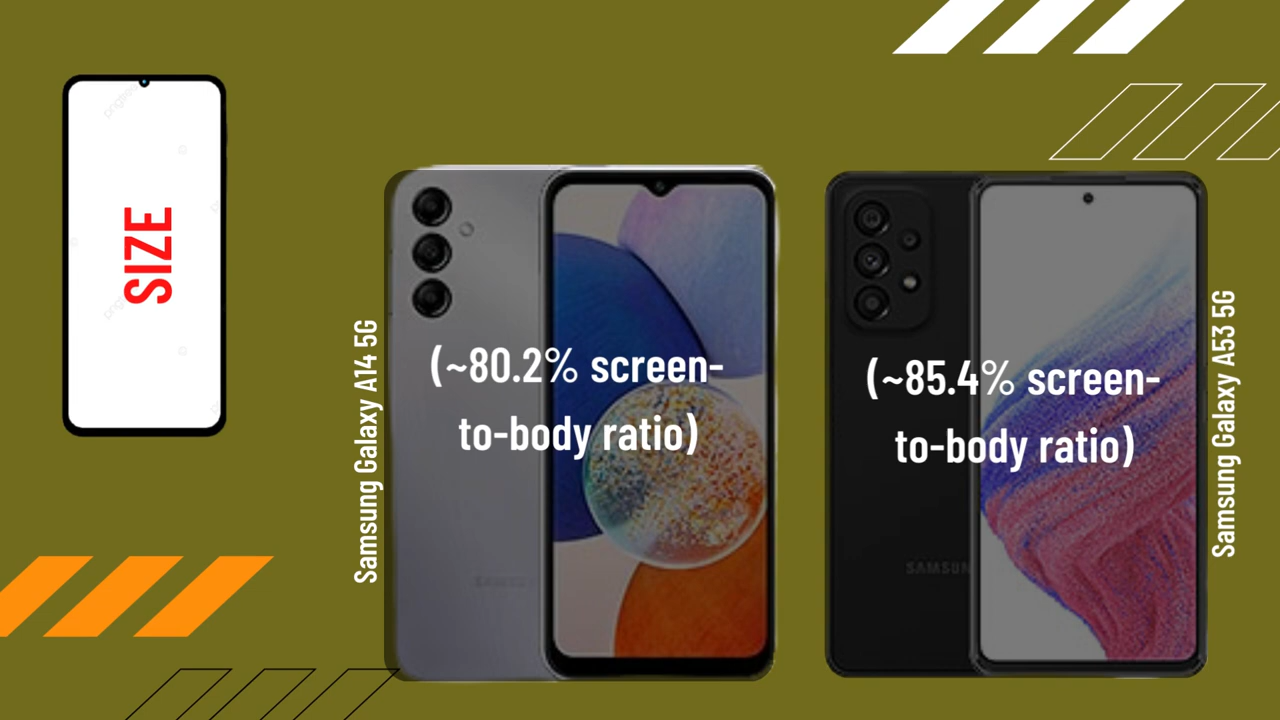 SIZE
Samsung Galaxy A14 5G
(~80.2% screen-
to-body ratio)
(~85.4% screen-
to-body ratio)
Samsung Galaxy A53 5G
SAMSUNG